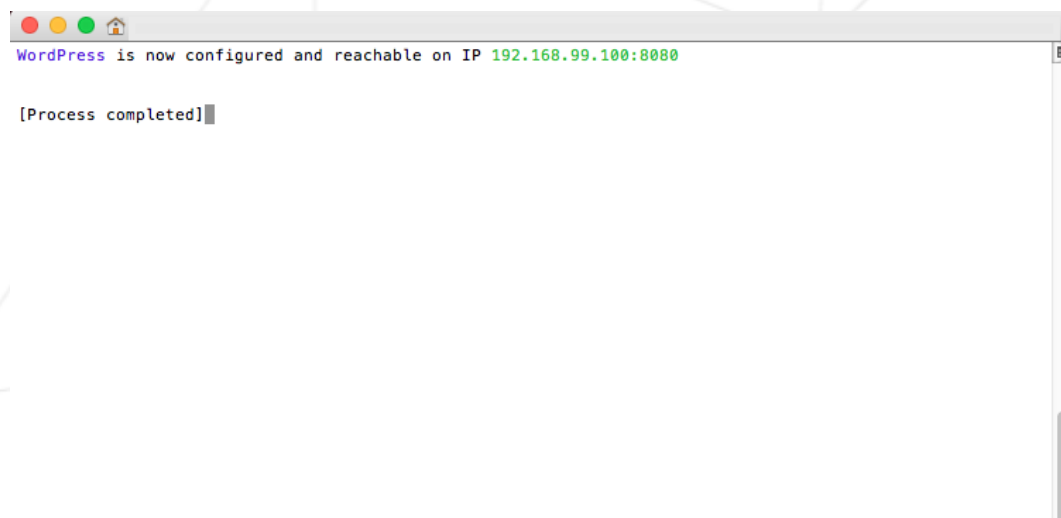 WordPress is now configured and reachable on IP 192.168.99.100:8080
[Process completed]